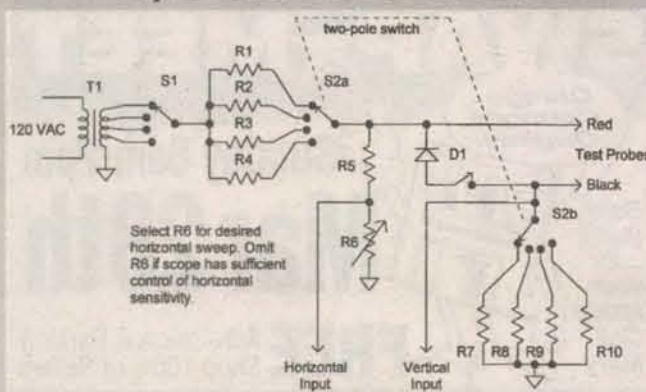 two-pole switch
R1
T1
S1
S2a
R2
120 VAC
R3
Red
D1
Test Probes
R4
R5
Black
S2b
Select R6 for desired
horizontal sweep. Omit
R6 if scope has sufficient
control of horizontal
sensitivity.
R6
R7
R8
R9
R10
Horizontal
Input
Vertical
Input